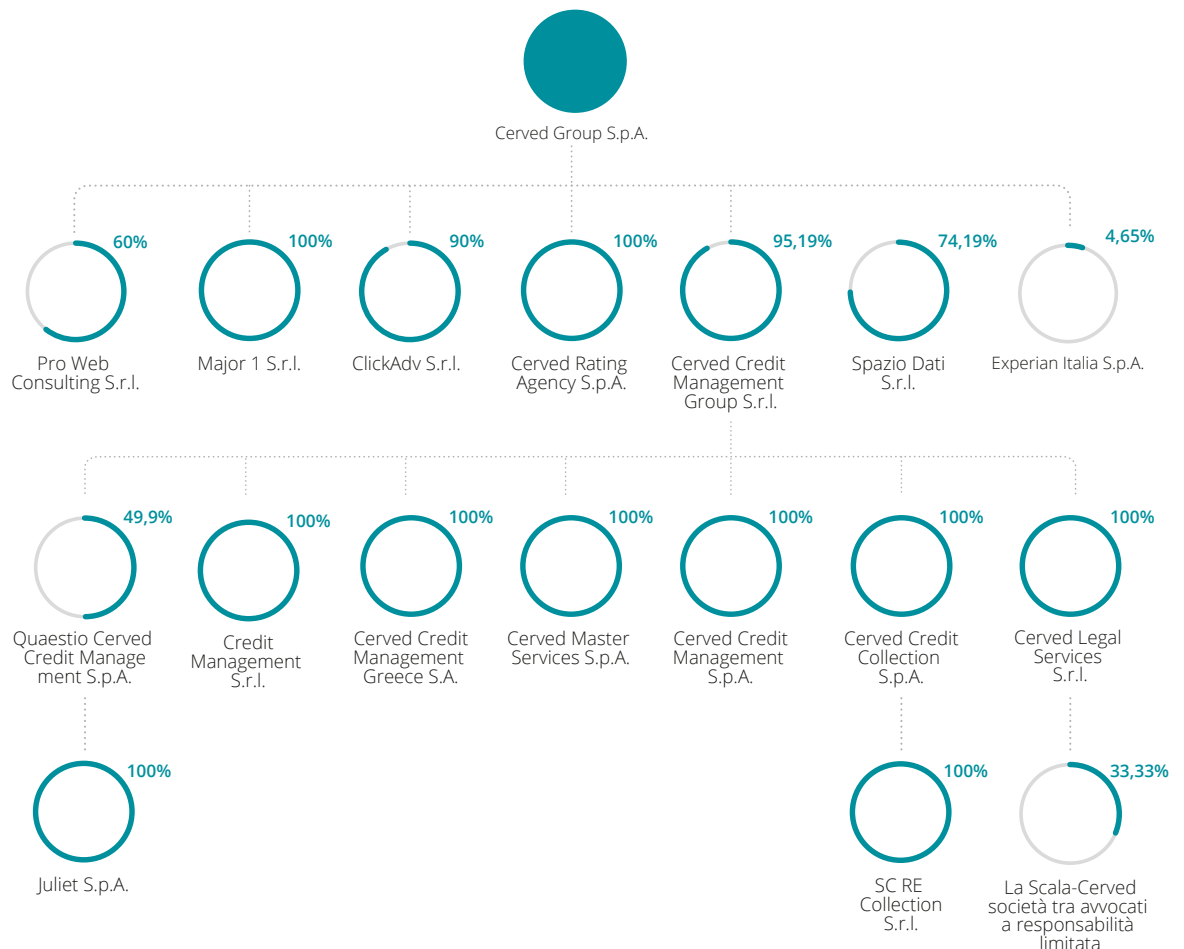 Cerved Group S.p.A.
60%
100%
90%
100%
95,19%
74,19%
4,65%
Pro Web
Consulting S.r.l.
Major 1 S.r.l.
ClickAdv S.r.l.
Cerved Rating
Agency S.p.A.
Cerved Credit
Management
Group S.r.l.
Spazio Dati
S.r.l.
Experian Italia S.p.A.
49,9%
100%
100%
100%
100%
100%
100%
Quaestio Cerved
Credit Manage
ment S.p.A.
Credit
Management
S.r.l.
Cerved Credit
Management
Greece S.A.
Cerved Master
Services S.p.A.
Cerved Credit
Management
S.p.A.
Cerved Credit
Collection
S.p.A.
Cerved Legal
Services
S.r.l.
100%
100%
33,33%
Juliet S.p.A.
SC RE
Collection
S.r.l.
La Scala-Cerved
società tra avvocati
a responsabilità
limitata